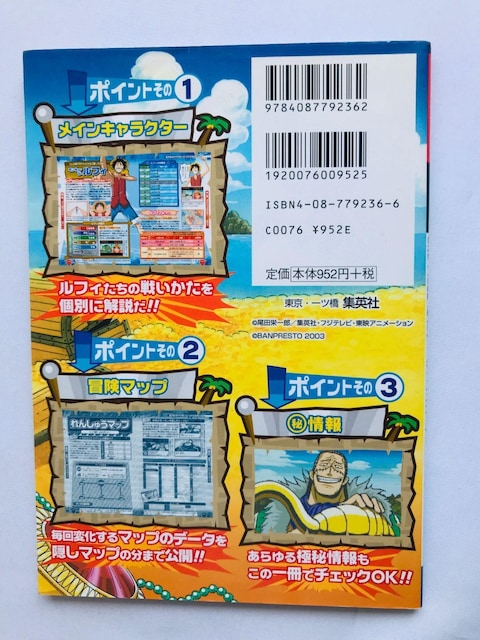 ポイントその1
メインキャラクター
ルフィ
ルフィたちの戦いかたを
個別に解説だ!!
9784087792362
1920076009525
ISBN4-08-779236-6
C0076 ¥952E
定価 本体952円+税
東京・一ツ橋 集英社
©尾田栄一郎/集英社・フジテレビ・東映アニメーション
©BANPRESTO 2003
ポイントその2
冒険マップ
れんしゅうマップ
毎回変化するマップのデータを
隠しマップの分まで公開!!
ポイントその3
㊙情報
あらゆる極秘情報も
この一冊でチェックOK!!